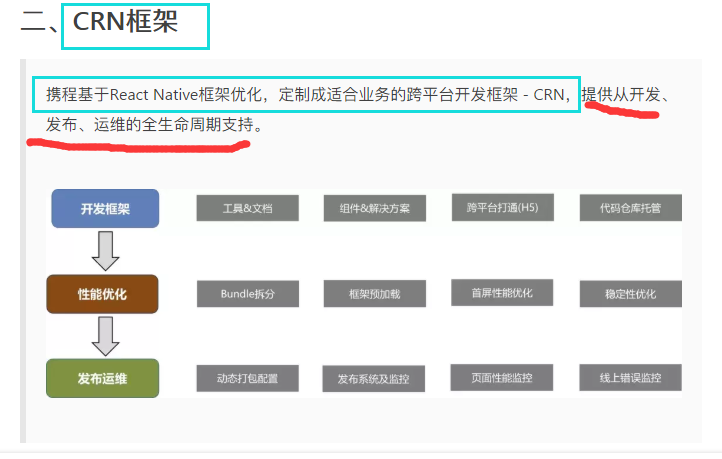 二、CRN框架
携程基于React Native框架优化，定制成适合业务的跨平台开发框架 - CRN，提供从开发、
发布、运维的全生命周期支持。
开发框架 工具&文档 组件&解决方案 跨平台打通(H5) 代码仓库托管
性能优化 Bundle拆分 框架预加载 首屏性能优化 稳定性优化
发布运维 动态打包配置 发布系统及监控 页面性能监控 线上错误监控